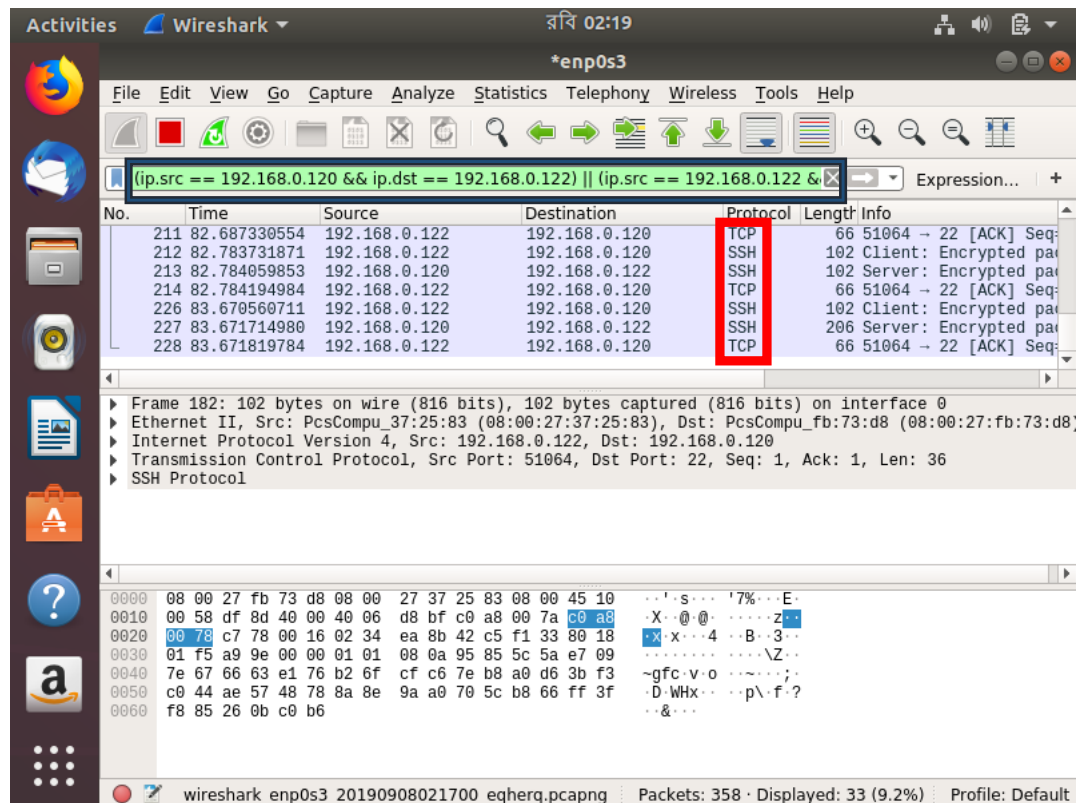 Activities Wireshark রবি 02:19
*enp0s3
File Edit View Go Capture Analyze Statistics Telephony Wireless Tools Help
(ip.src == 192.168.0.120 && ip.dst == 192.168.0.122) || (ip.src == 192.168.0.122 && Expression... +
No. Time Source Destination Protocol Length Info
211 82.687330554 192.168.0.122 192.168.0.120 TCP 66 51064 → 22 [ACK] Seq=
212 82.783731871 192.168.0.122 192.168.0.120 SSH 102 Client: Encrypted pac
213 82.784059853 192.168.0.120 192.168.0.122 SSH 102 Server: Encrypted pac
214 82.784194984 192.168.0.122 192.168.0.120 TCP 66 51064 → 22 [ACK] Seq=
226 83.670560711 192.168.0.122 192.168.0.120 SSH 102 Client: Encrypted pac
227 83.671714980 192.168.0.120 192.168.0.122 SSH 206 Server: Encrypted pac
228 83.671819784 192.168.0.122 192.168.0.120 TCP 66 51064 → 22 [ACK] Seq=
Frame 182: 102 bytes on wire (816 bits), 102 bytes captured (816 bits) on interface 0
Ethernet II, Src: PcsCompu_37:25:83 (08:00:27:37:25:83), Dst: PcsCompu_fb:73:d8 (08:00:27:fb:73:d8)
Internet Protocol Version 4, Src: 192.168.0.122, Dst: 192.168.0.120
Transmission Control Protocol, Src Port: 51064, Dst Port: 22, Seq: 1, Ack: 1, Len: 36
SSH Protocol
0000 08 00 27 fb 73 d8 08 00 27 37 25 83 08 00 45 10 ··'·s··· '7%···E·
0010 00 58 df 8d 40 00 40 06 d8 bf c0 a8 00 7a c0 a8 ·X··@·@· ·····z··
0020 00 78 c7 78 00 16 02 34 ea 8b 42 c5 f1 33 80 18 ·x·x···4 ··B··3··
0030 01 f5 a9 9e 00 00 01 01 08 0a 95 85 5c 5a e7 09 ········ ····\Z··
0040 7e 67 66 63 e1 76 b2 6f cf c6 7e b8 a0 d6 3b f3 ~gfc·v·o ··~···;·
0050 c0 44 ae 57 48 78 8a 8e 9a a0 70 5c b8 66 ff 3f ·D·WHx·· ··p\·f·?
0060 f8 85 26 0b c0 b6 ··&···
wireshark_enp0s3_20190908021700_eqherq.pcapng Packets: 358 · Displayed: 33 (9.2%) Profile: Default